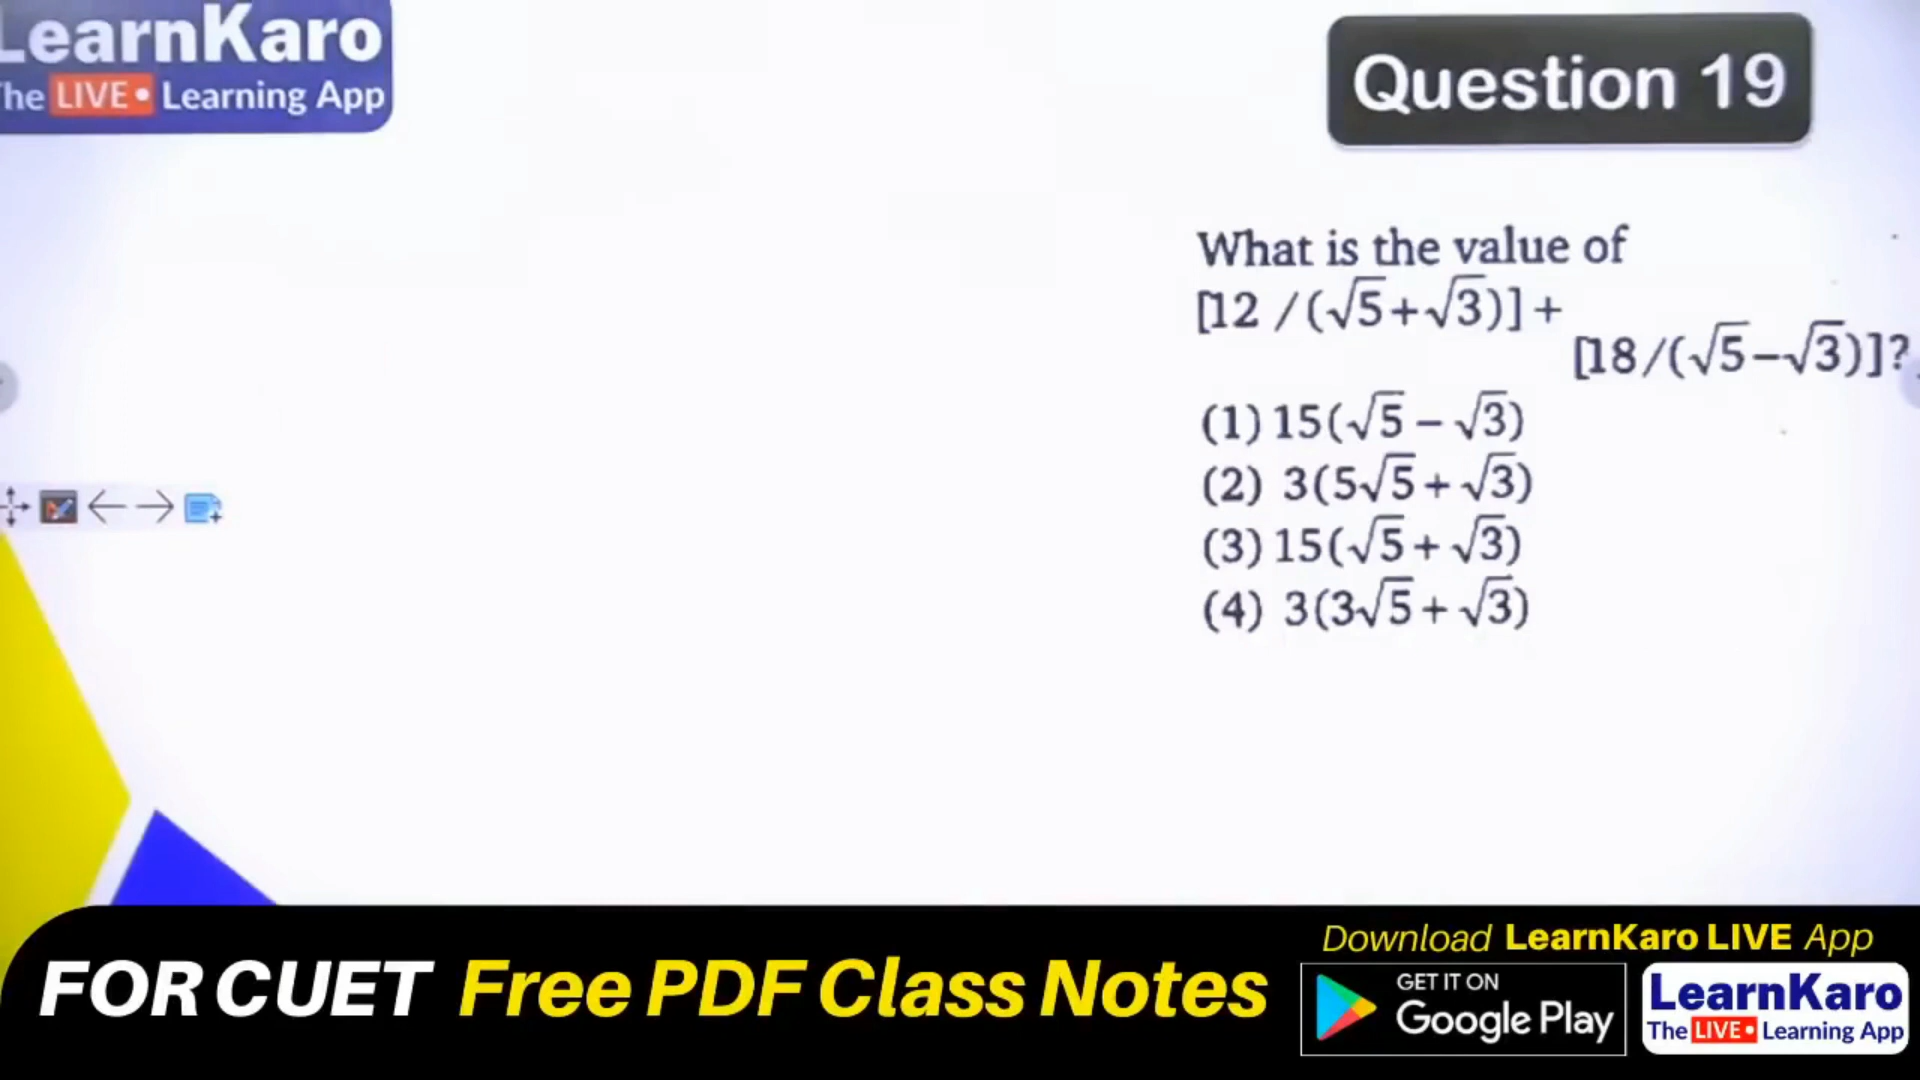 LearnKaro
The LIVE • Learning App
Question 19
What is the value of
[12 /(√5+√3)] +
[18/(√5−√3)]?
(1) 15(√5 − √3)
(2) 3(5√5 + √3)
(3) 15(√5 + √3)
(4) 3(3√5 + √3)
FOR CUET Free PDF Class Notes
Download LearnKaro LIVE App
GET IT ON
Google Play
LearnKaro
The LIVE • Learning App